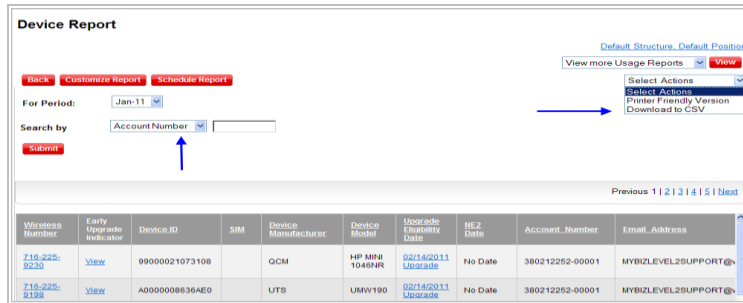 Device Report
Default Structure, Default Position
View more Usage Reports View
Back Customize Report Schedule Report
Select Actions
Select Actions
Printer Friendly Version
Download to CSV
For Period: Jan-11
Search by Account Number
Submit
Previous 1 | 2 | 3 | 4 | 5 | Next
Wireless Number Early Upgrade Indicator Device ID SIM Device Manufacturer Device Model Upgrade Eligibility Date NE2 Date Account Number Email Address
716-225-9230 View 99000021073108 QCM HP MINI 1046NR 02/14/2011 Upgrade No Date 380212252-00001 MYBIZLEVEL2SUPPORT@
716-225-9198 View A0000008636AE0 UTS UMW190 02/14/2011 Upgrade No Date 380212252-00001 MYBIZLEVEL2SUPPORT@